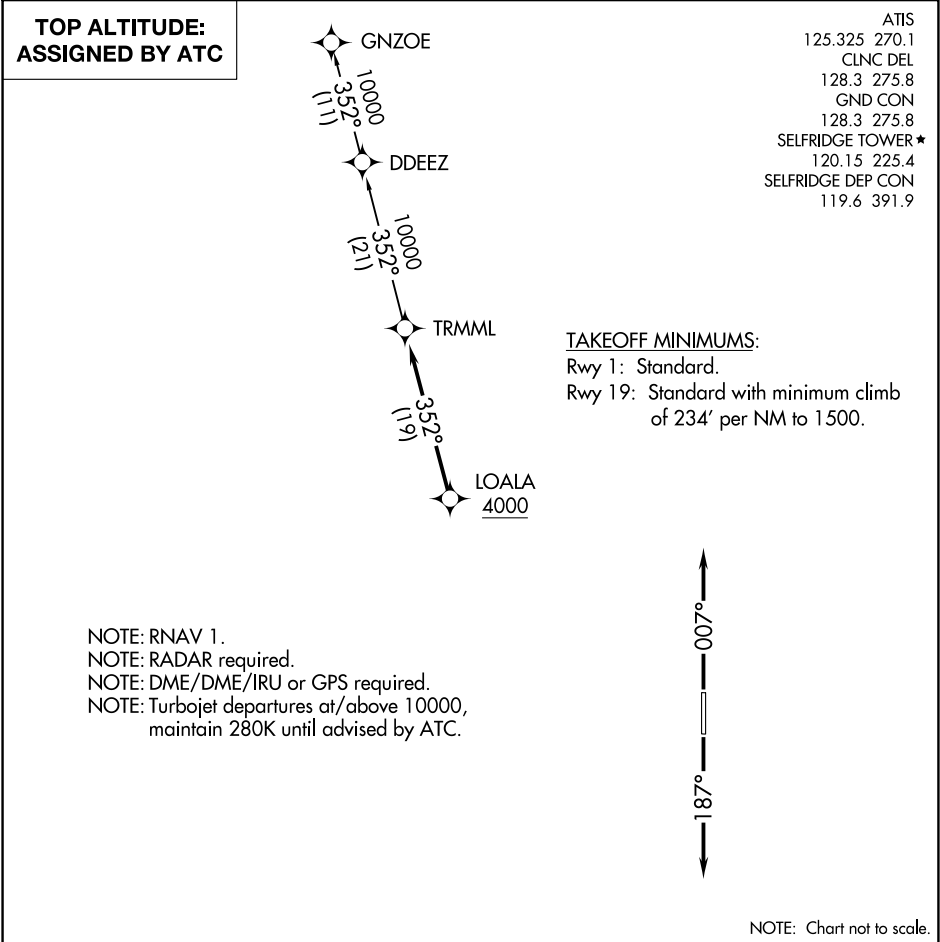 TOP ALTITUDE:
ASSIGNED BY ATC
ATIS
125.325 270.1
CLNC DEL
128.3 275.8
GND CON
128.3 275.8
SELFRIDGE TOWER★
120.15 225.4
SELFRIDGE DEP CON
119.6 391.9
GNZOE
10000
352°
(11)
DDEEZ
10000
352°
(21)
TRMML
352°
(19)
LOALA
4000
TAKEOFF MINIMUMS:
Rwy 1: Standard.
Rwy 19: Standard with minimum climb
of 234' per NM to 1500.
NOTE: RNAV 1.
NOTE: RADAR required.
NOTE: DME/DME/IRU or GPS required.
NOTE: Turbojet departures at/above 10000,
maintain 280K until advised by ATC.
007°
187°
NOTE: Chart not to scale.